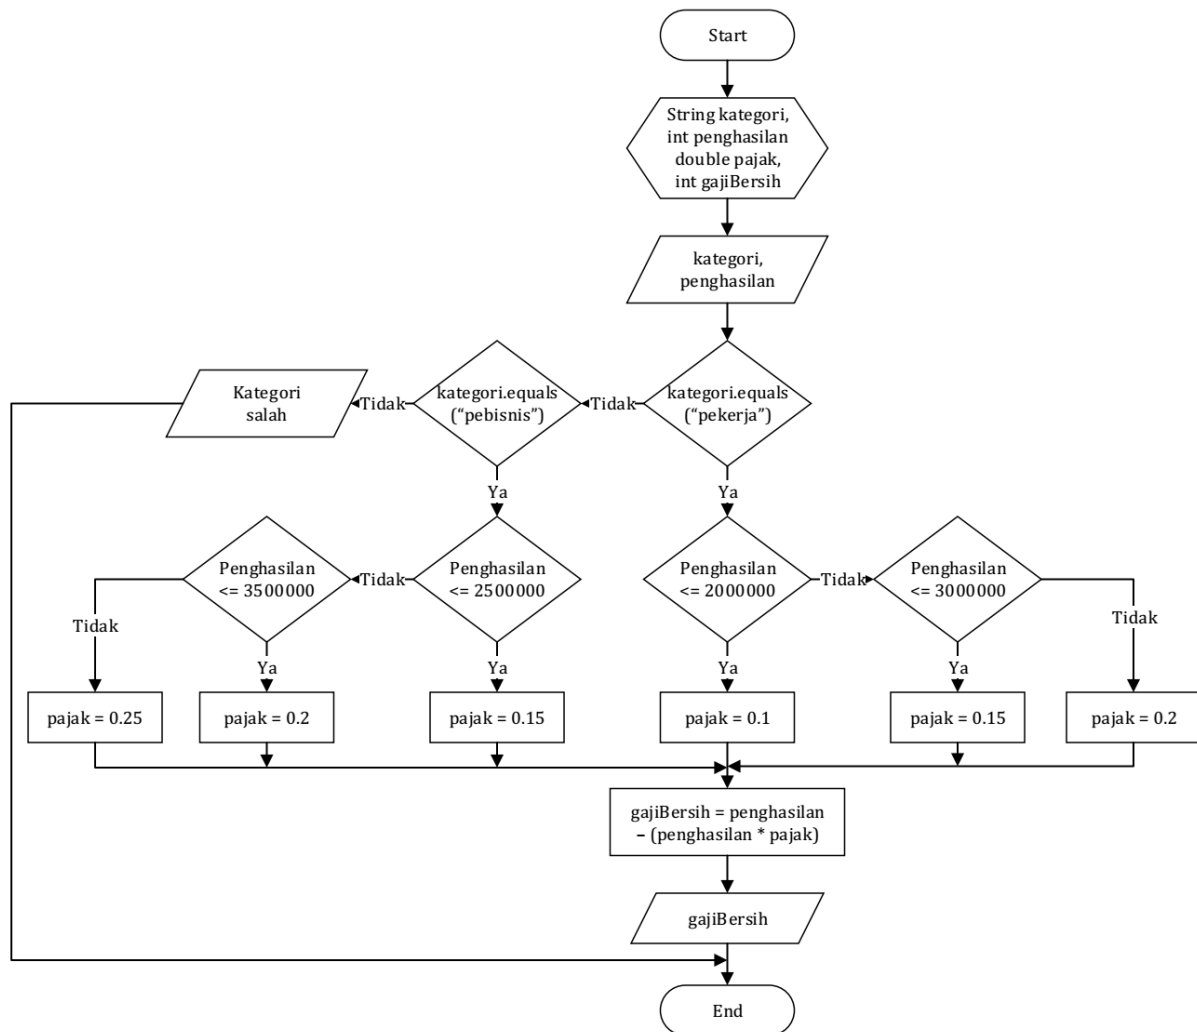 Start
String kategori,
int penghasilan
double pajak,
int gajiBersih
kategori,
penghasilan
Kategori
salah
Tidak
kategori.equals
(“pebisnis”)
Tidak
kategori.equals
(“pekerja”)
Ya
Ya
Penghasilan
<= 3500000
Tidak
Penghasilan
<= 2500000
Penghasilan
<= 2000000
Tidak
Penghasilan
<= 3000000
Tidak
Tidak
Ya
Ya
Ya
Ya
pajak = 0.25
pajak = 0.2
pajak = 0.15
pajak = 0.1
pajak = 0.15
pajak = 0.2
gajiBersih = penghasilan
– (penghasilan * pajak)
gajiBersih
End